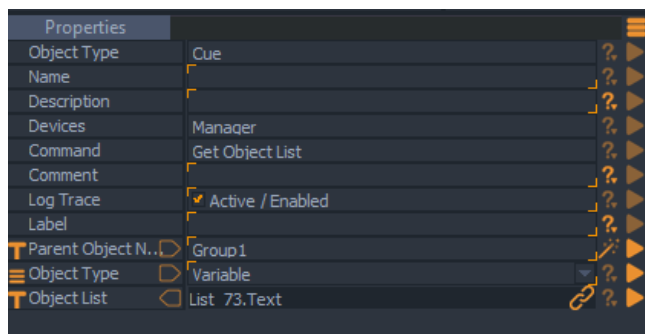 Properties
Object Type Cue
Name
Description
Devices Manager
Command Get Object List
Comment
Log Trace Active / Enabled
Label
Parent Object N... Group1
Object Type Variable
Object List List 73.Text